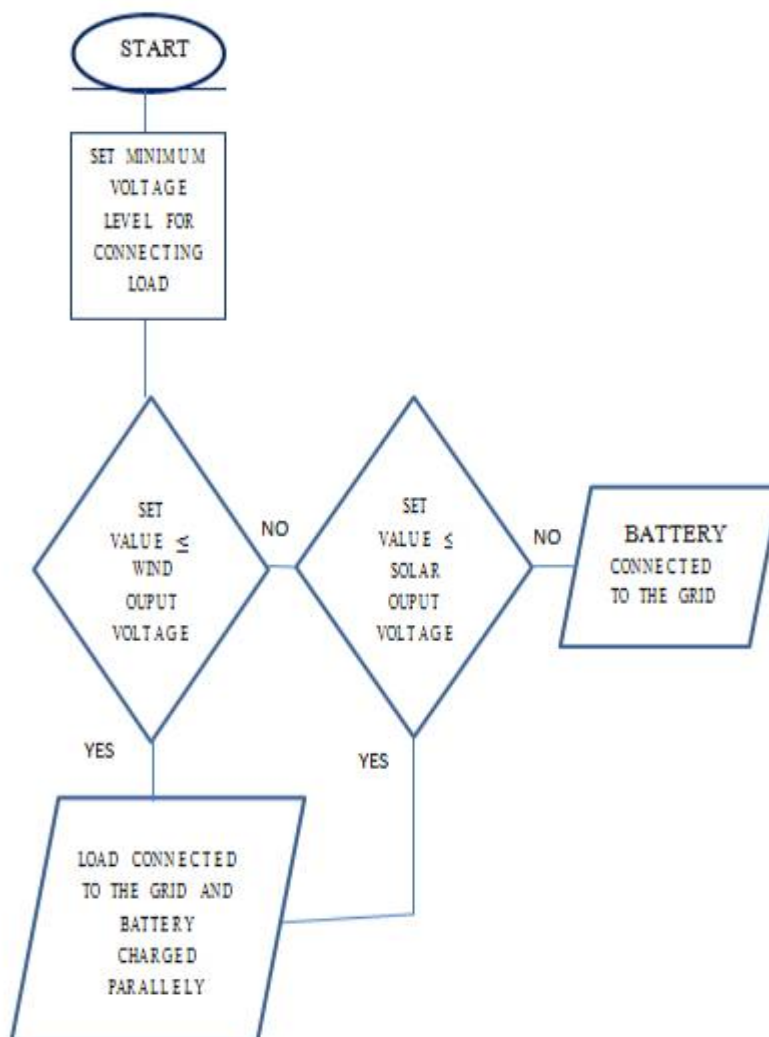 START
SET MINIMUM
VOLTAGE
LEVEL FOR
CONNECTING
LOAD
SET
VALUE ≤
WIND
OUPUT
VOLTAGE
NO
SET
VALUE ≤
SOLAR
OUPUT
VOLTAGE
NO
BATTERY
CONNECTED
TO THE GRID
YES
YES
LOAD CONNECTED
TO THE GRID AND
BATTERY
CHARGED
PARALLELY